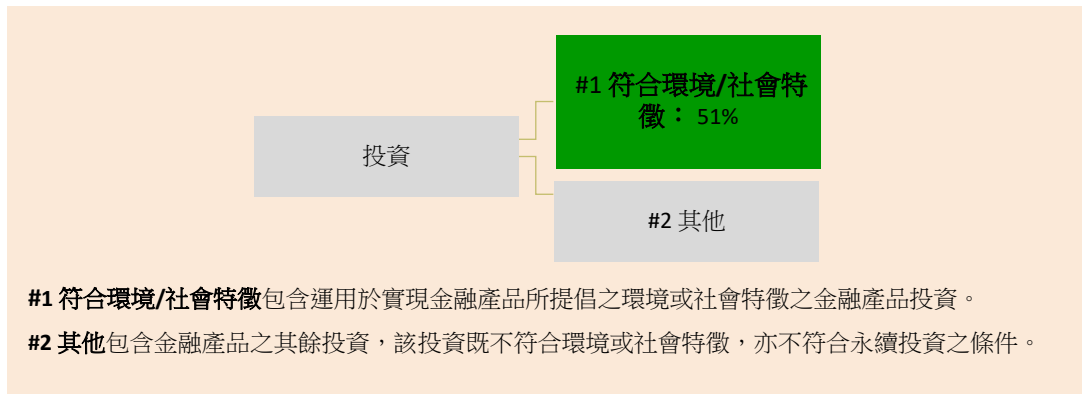 #1 符合環境/社會特
徵： 51%
投資
#2 其他
#1 符合環境/社會特徵包含運用於實現金融產品所提倡之環境或社會特徵之金融產品投資。
#2 其他包含金融產品之其餘投資，該投資既不符合環境或社會特徵，亦不符合永續投資之條件。